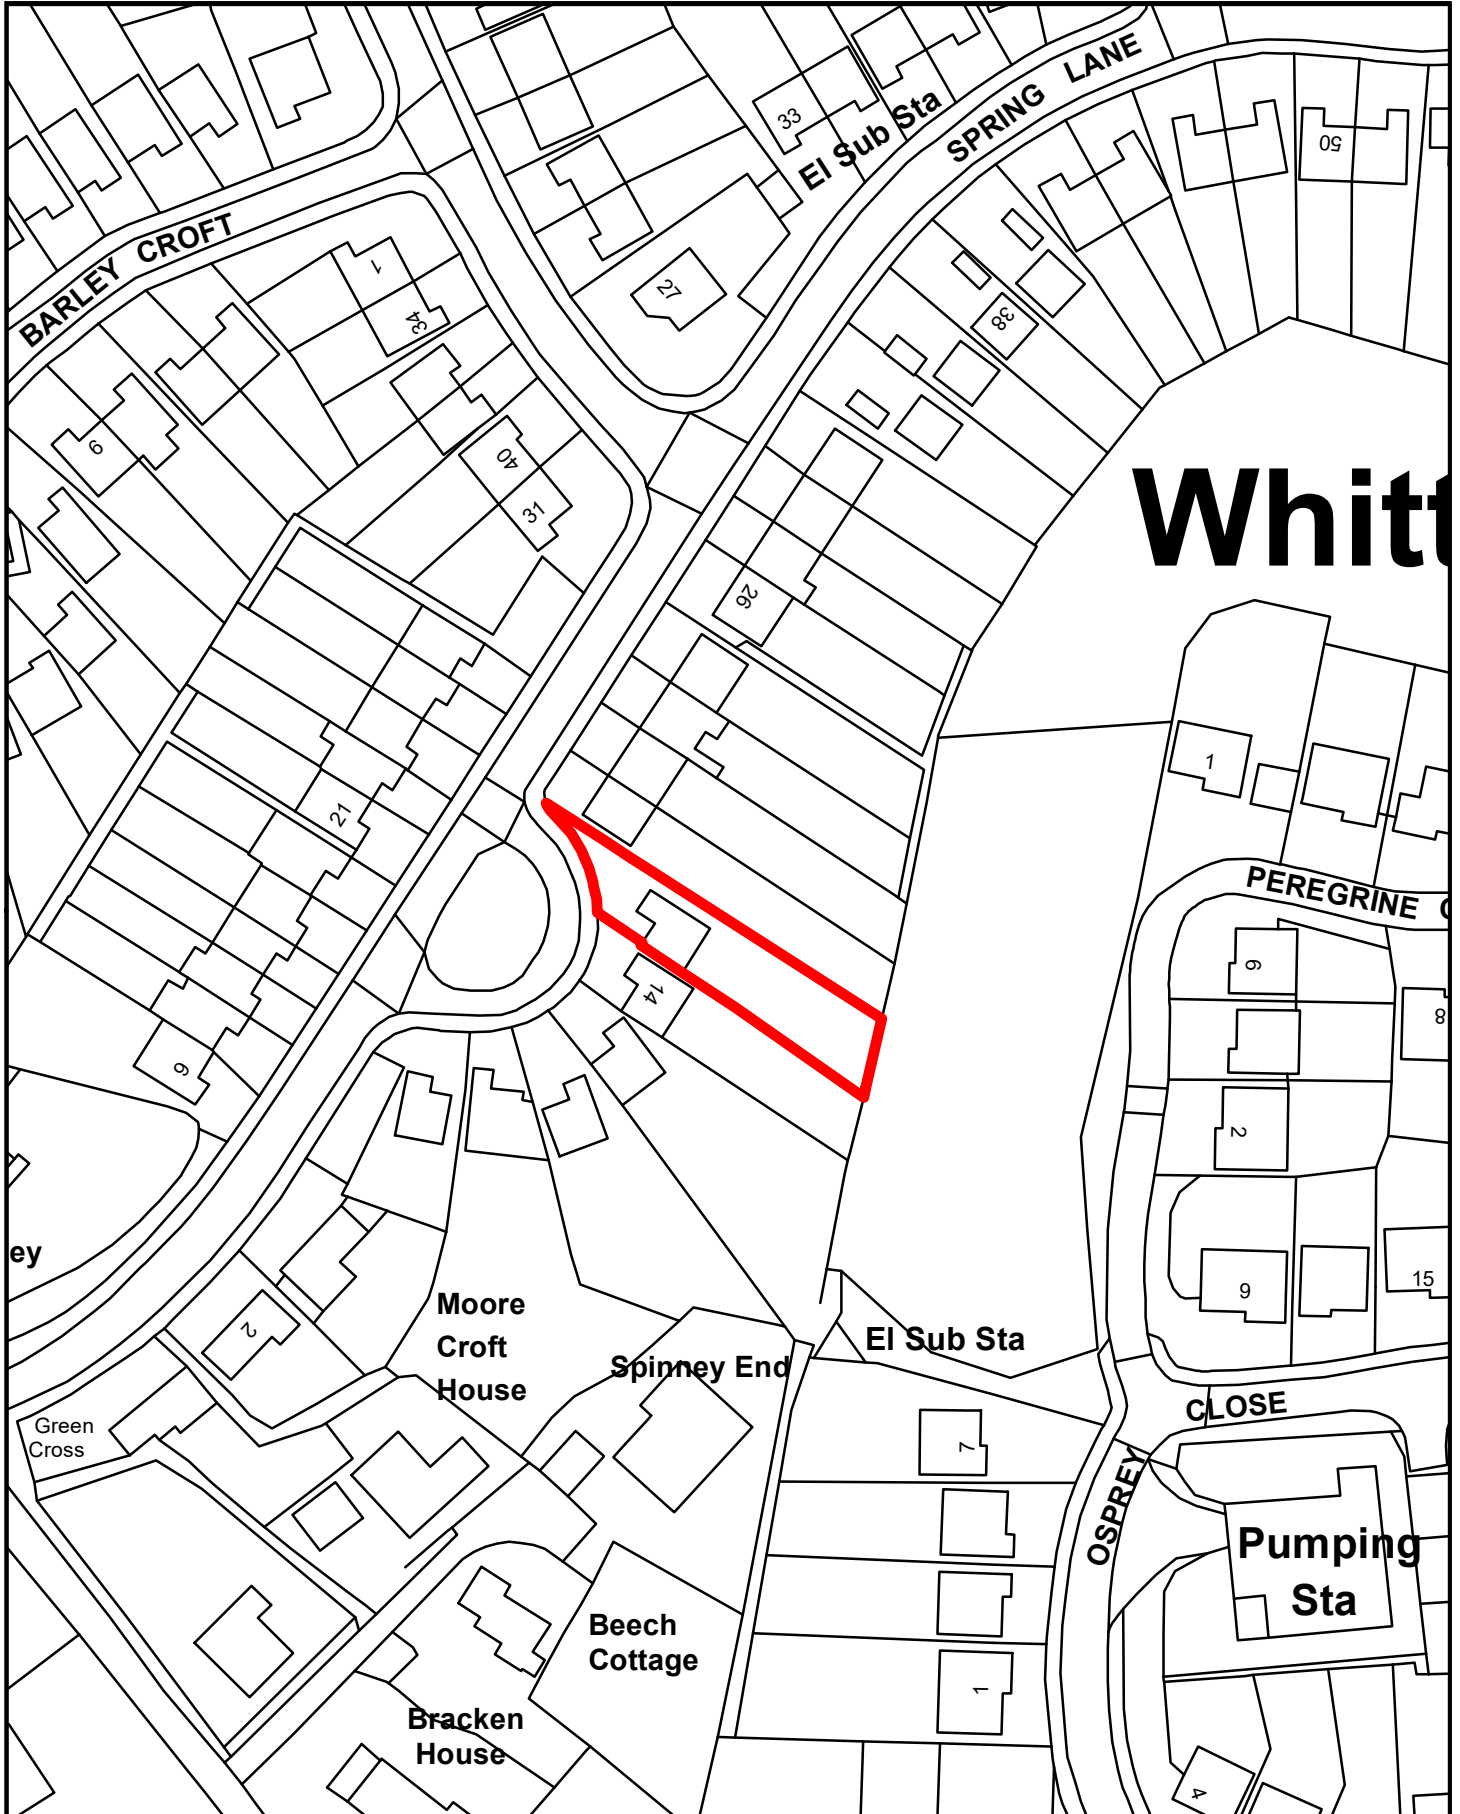 SPRING LANE
33
El Sub Sta
50
BARLEY CROFT
1
27
34
38
6
40
31
Whitt
26
21
1
PEREGRINE
6
14
8
6
2
ey
9
15
2
Moore
Croft
House
El Sub Sta
Spinney End
CLOSE
Green
Cross
7
OSPREY
Pumping
Sta
Beech
Cottage
1
Bracken
House
4